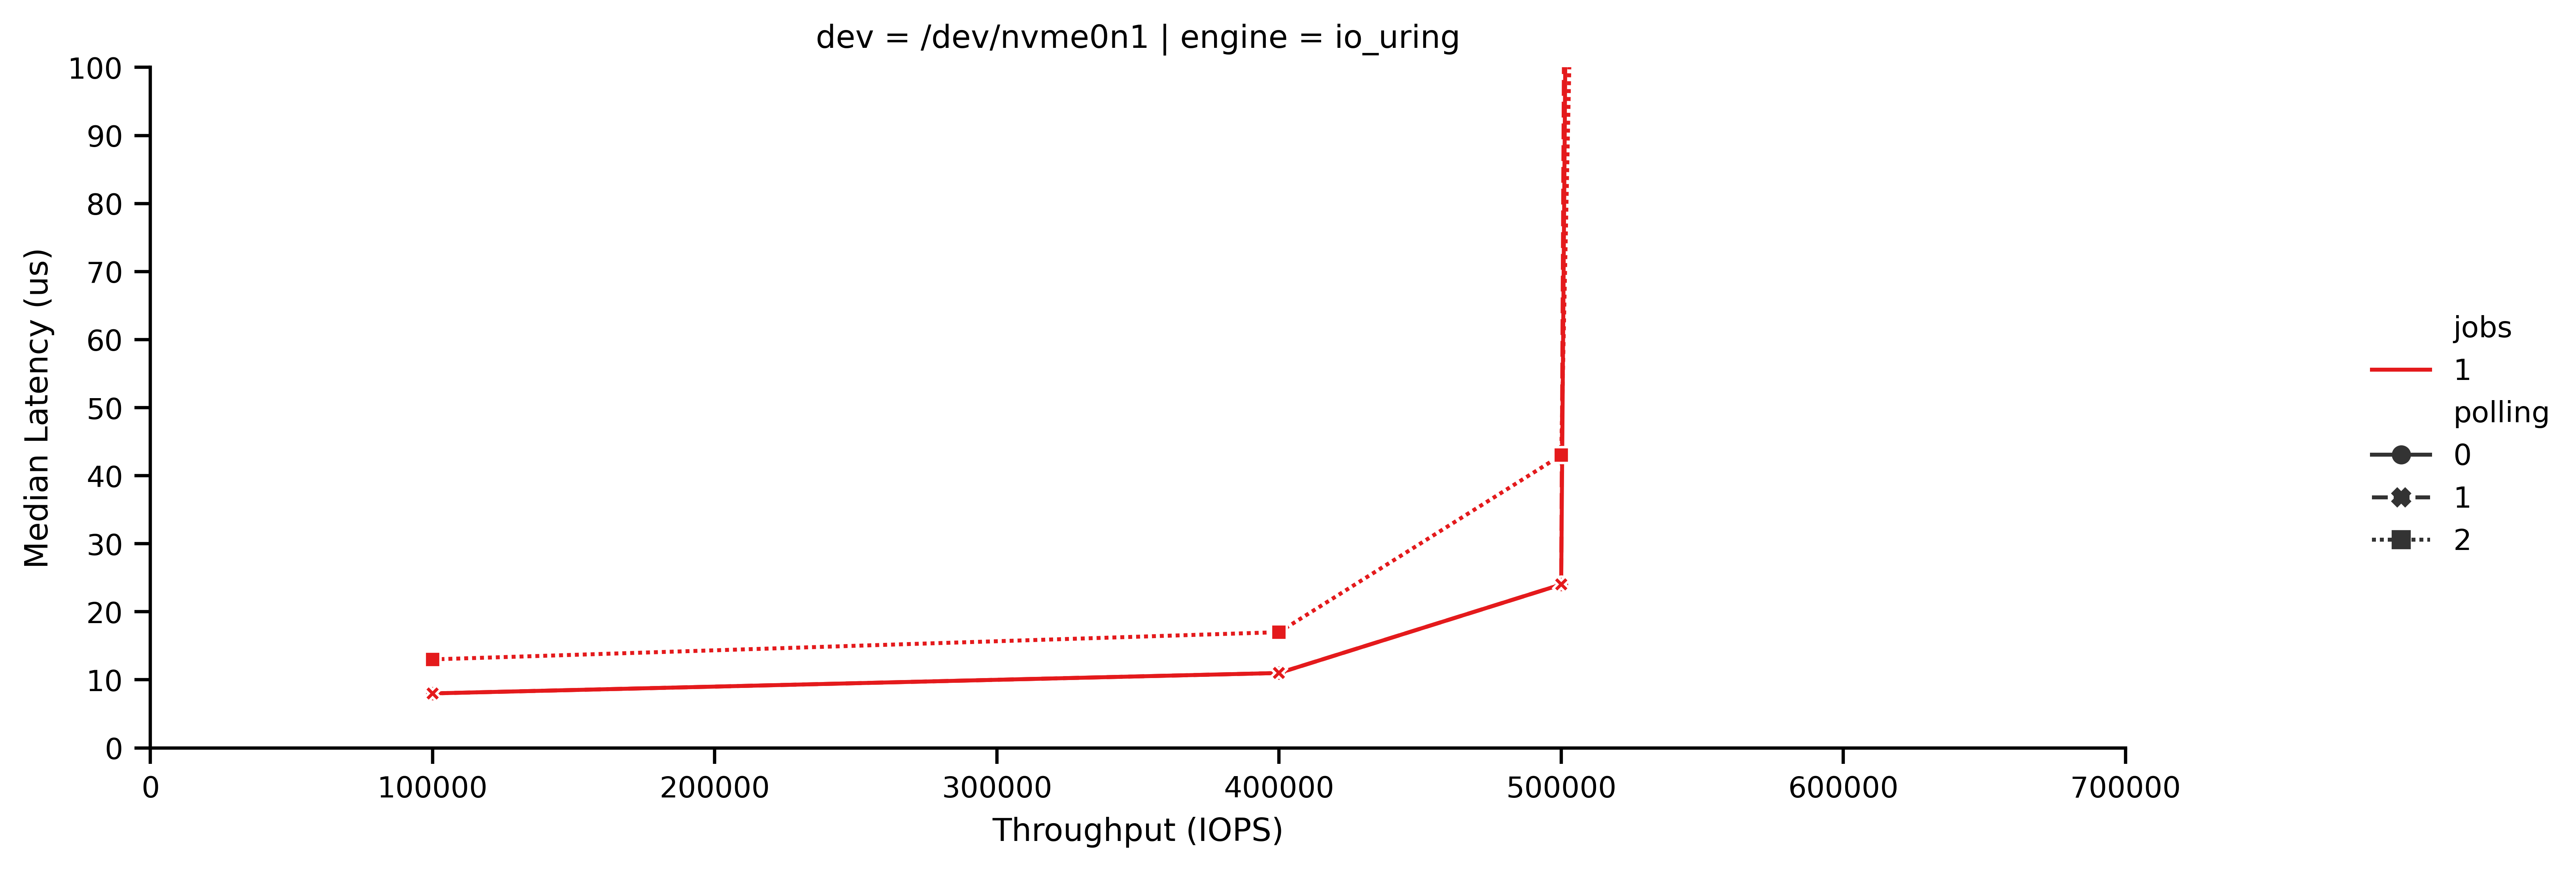 dev = /dev/nvme0n1 | engine = io_uring
100
90
80
70
60
50
40
30
20
10
0
Median Latency (us)
0 100000 200000 300000 400000 500000 600000 700000
Throughput (IOPS)
jobs
1
polling
0
1
2